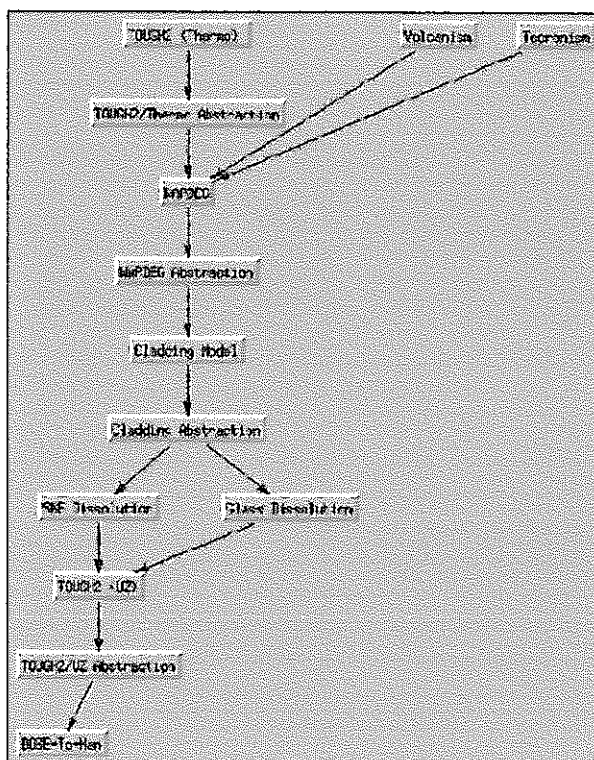 TOUGH2 (Thermo)
Volcanism
Tectonism
TOUGH2/Thermo Abstraction
WAPDEG
WAPDEG Abstraction
Cladding Model
Cladding Abstraction
SNF Dissolution
Glass Dissolution
TOUGH2 (UZ)
TOUGH2/UZ Abstraction
DOSE-To-Man